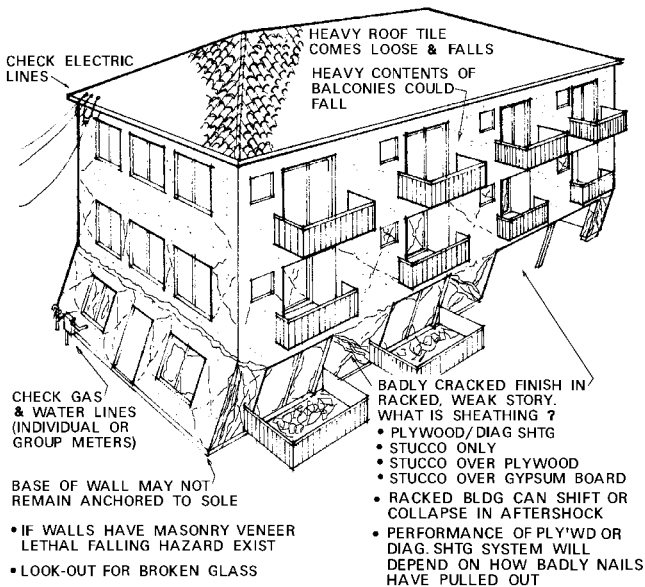 HEAVY ROOF TILE
COMES LOOSE & FALLS
CHECK ELECTRIC
LINES
HEAVY CONTENTS OF
BALCONIES COULD
FALL
CHECK GAS
& WATER LINES
(INDIVIDUAL OR
GROUP METERS)
BASE OF WALL MAY NOT
REMAIN ANCHORED TO SOLE
• IF WALLS HAVE MASONRY VENEER
LETHAL FALLING HAZARD EXIST
• LOOK-OUT FOR BROKEN GLASS
BADLY CRACKED FINISH IN
RACKED, WEAK STORY.
WHAT IS SHEATHING ?
• PLYWOOD/DIAG SHTG
• STUCCO ONLY
• STUCCO OVER PLYWOOD
• STUCCO OVER GYPSUM BOARD
• RACKED BLDG CAN SHIFT OR
COLLAPSE IN AFTERSHOCK
• PERFORMANCE OF PLY'WD OR
DIAG. SHTG SYSTEM WILL
DEPEND ON HOW BADLY NAILS
HAVE PULLED OUT